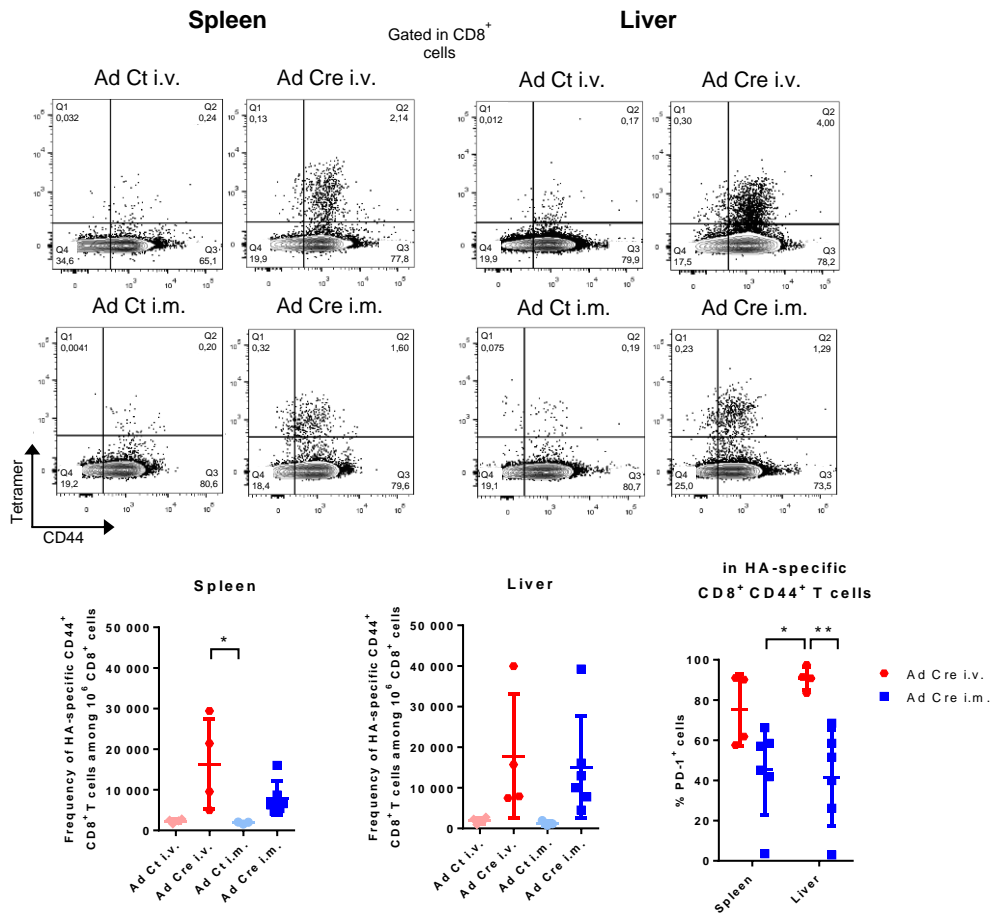 Spleen
Gated in CD8+
cells
Liver
Ad Ct i.v.
Ad Cre i.v.
Ad Ct i.v.
Ad Cre i.v.
Q1
0,032
Q2
0,24
Q4
34,6
Q3
65,1
Q1
0,13
Q2
2,14
Q4
19,9
Q3
77,8
Q1
0,012
Q2
0,17
Q4
19,9
Q3
79,9
Q1
0,30
Q2
4,00
Q4
17,5
Q3
78,2
Ad Ct i.m.
Ad Cre i.m.
Ad Ct i.m.
Ad Cre i.m.
Q1
0,0041
Q2
0,20
Q4
19,2
Q3
80,6
Q1
0,32
Q2
1,60
Q4
18,4
Q3
79,6
Q1
0,075
Q2
0,19
Q4
19,1
Q3
80,7
Q1
0,23
Q2
1,29
Q4
25,0
Q3
73,5
Tetramer
CD44
Spleen
Frequency of HA-specific CD44+
CD8+ T cells among 10^6 CD8+ cells
50 000
40 000
30 000
20 000
10 000
0
*
Ad Ct i.v.
Ad Cre i.v.
Ad Ct i.m.
Ad Cre i.m.
Liver
Frequency of HA-specific CD44+
CD8+ T cells among 10^6 CD8+ cells
50 000
40 000
30 000
20 000
10 000
0
Ad Ct i.v.
Ad Cre i.v.
Ad Ct i.m.
Ad Cre i.m.
in HA-specific
CD8+ CD44+ T cells
% PD-1+ cells
100
80
60
40
20
0
*
**
Spleen
Liver
Ad Cre i.v.
Ad Cre i.m.